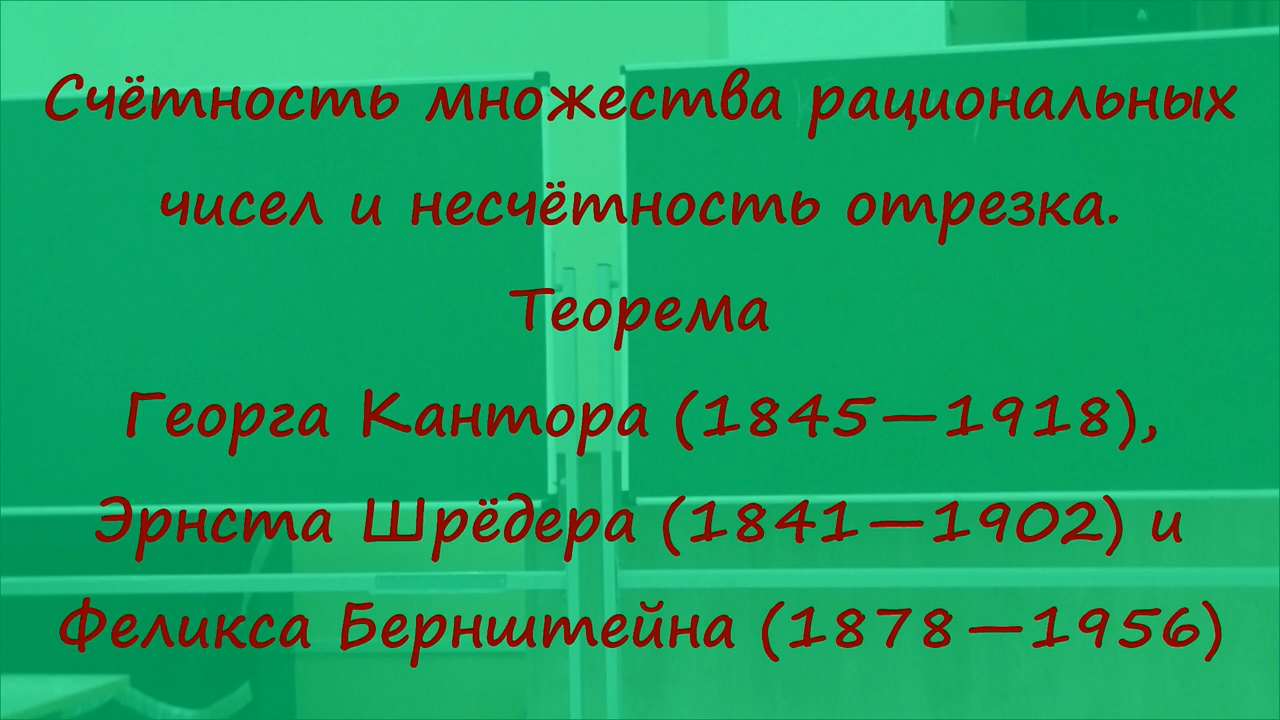 Счётность множества рациональных
чисел и несчётность отрезка.
Теорема
Георга Кантора (1845—1918),
Эрнста Шрёдера (1841—1902) и
Феликса Бернштейна (1878—1956)